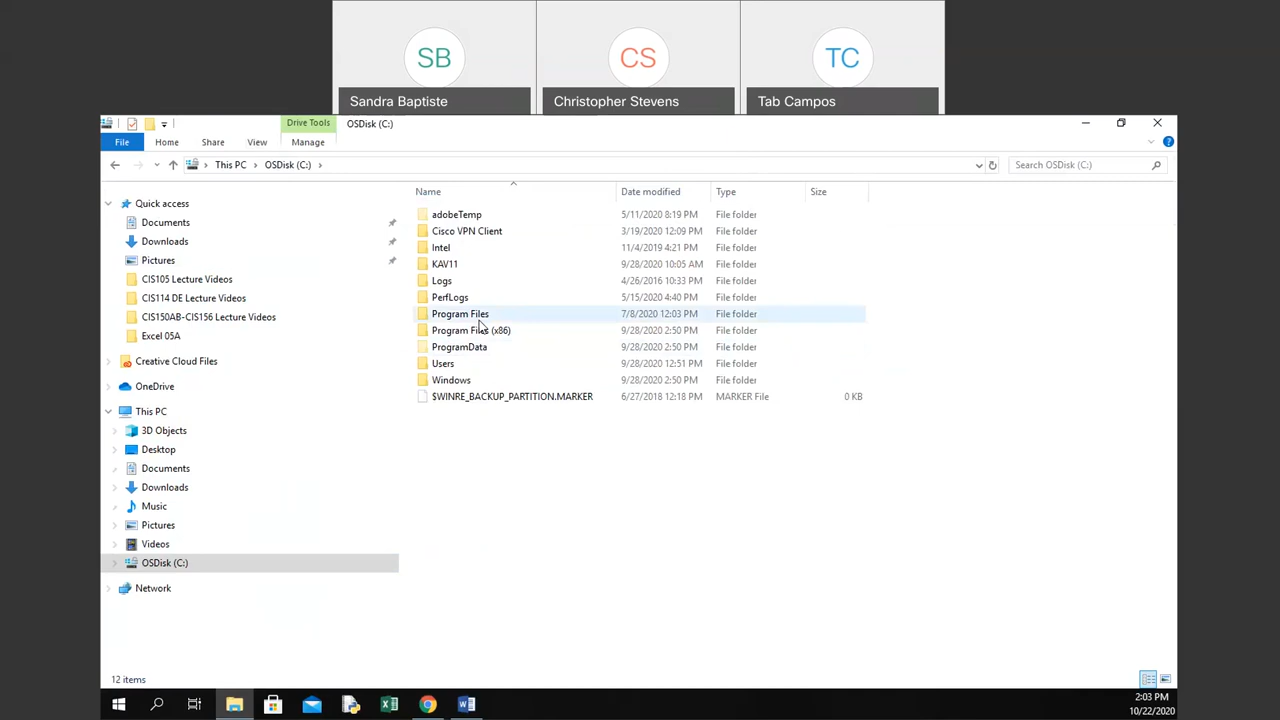 SB CS TC
Sandra Baptiste Christopher Stevens Tab Campos
Drive Tools OSDisk (C:)
File Home Share View Manage
This PC OSDisk (C:) Search OSDisk (C:)
Name Date modified Type Size
Quick access
Documents
Downloads
Pictures
CIS105 Lecture Videos
CIS114 DE Lecture Videos
CIS150AB-CIS156 Lecture Videos
Excel 05A
Creative Cloud Files
OneDrive
This PC
3D Objects
Desktop
Documents
Downloads
Music
Pictures
Videos
OSDisk (C:)
Network
adobeTemp 5/11/2020 8:19 PM File folder
Cisco VPN Client 3/19/2020 12:09 PM File folder
Intel 11/4/2019 4:21 PM File folder
KAV11 9/28/2020 10:05 AM File folder
Logs 4/26/2016 10:33 PM File folder
PerfLogs 5/15/2020 4:40 PM File folder
Program Files 7/8/2020 12:03 PM File folder
Program Files (x86) 9/28/2020 2:50 PM File folder
ProgramData 9/28/2020 2:50 PM File folder
Users 9/28/2020 12:51 PM File folder
Windows 9/28/2020 2:50 PM File folder
$WINRE_BACKUP_PARTITION.MARKER 6/27/2018 12:18 PM MARKER File 0 KB
12 items
2:03 PM
10/22/2020